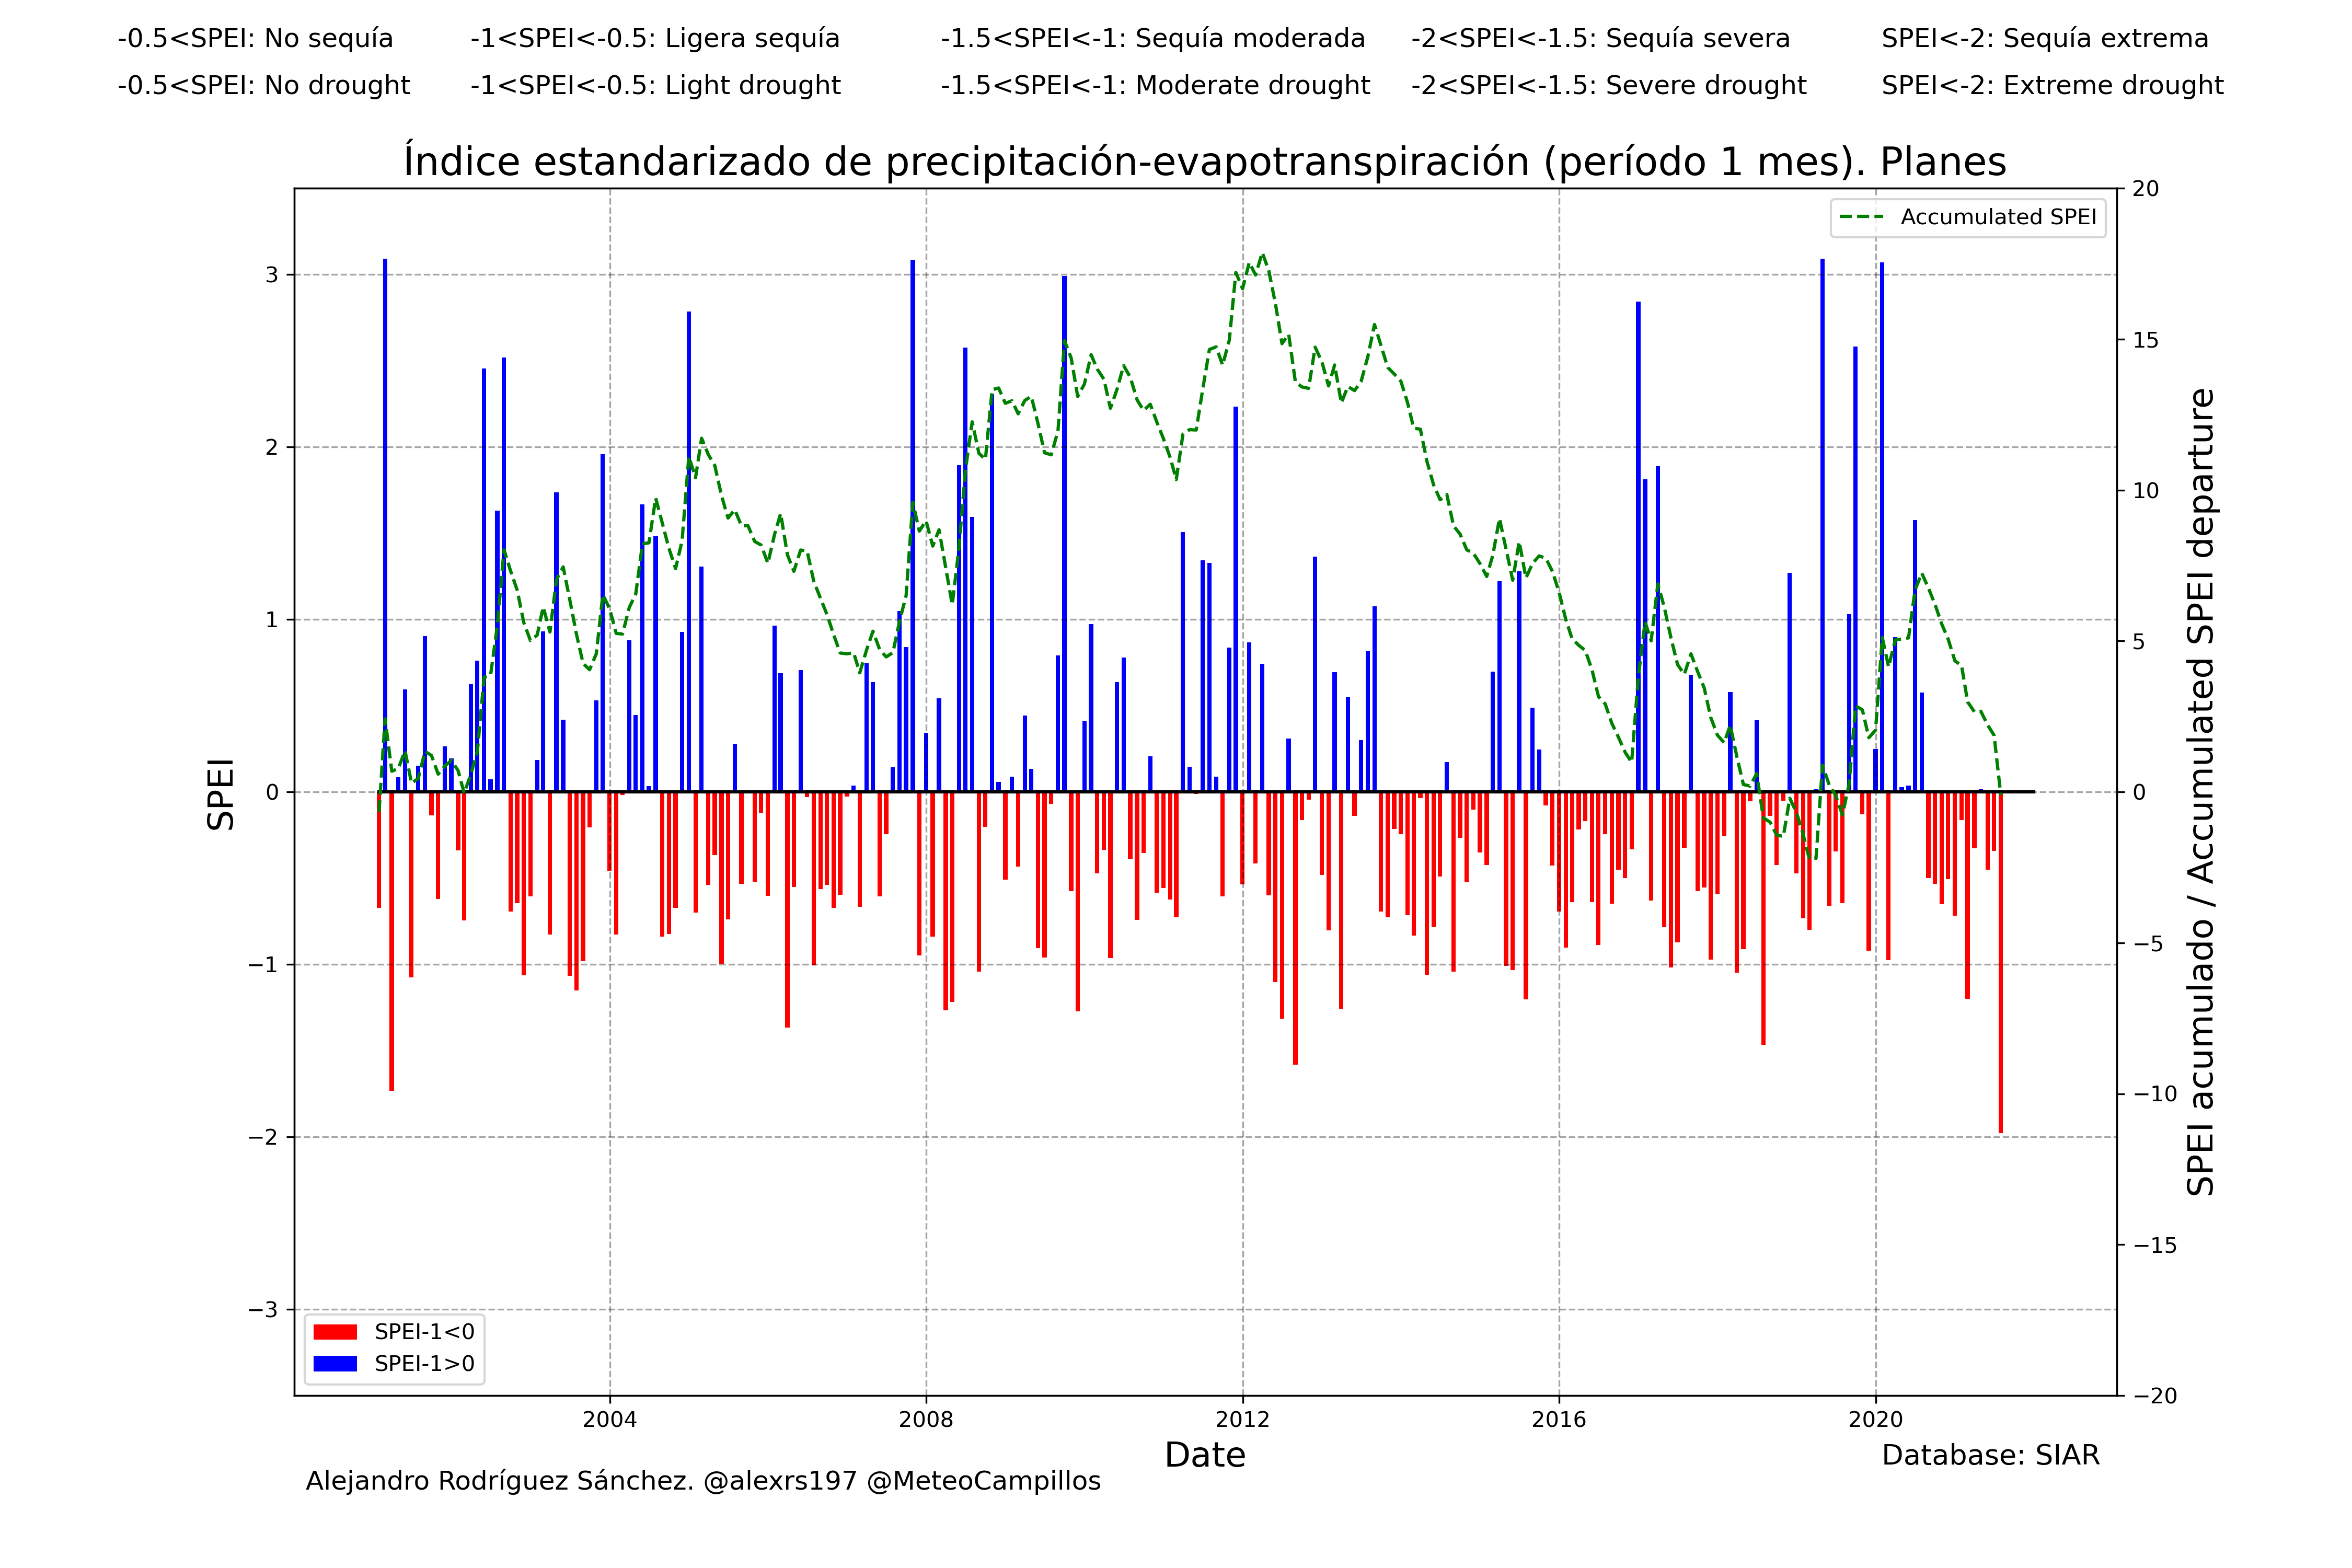 -0.5<SPEI: No sequía
-1<SPEI<-0.5: Ligera sequía
-1.5<SPEI<-1: Sequía moderada
-2<SPEI<-1.5: Sequía severa
SPEI<-2: Sequía extrema
-0.5<SPEI: No drought
-1<SPEI<-0.5: Light drought
-1.5<SPEI<-1: Moderate drought
-2<SPEI<-1.5: Severe drought
SPEI<-2: Extreme drought
Índice estandarizado de precipitación-evapotranspiración (período 1 mes). Planes
Accumulated SPEI
SPEI
3
2
1
0
−1
−2
−3
20
15
10
5
0
−5
−10
−15
−20
SPEI acumulado / Accumulated SPEI departure
SPEI-1<0
SPEI-1>0
2004
2008
2012
2016
2020
Date
Database: SIAR
Alejandro Rodríguez Sánchez. @alexrs197 @MeteoCampillos